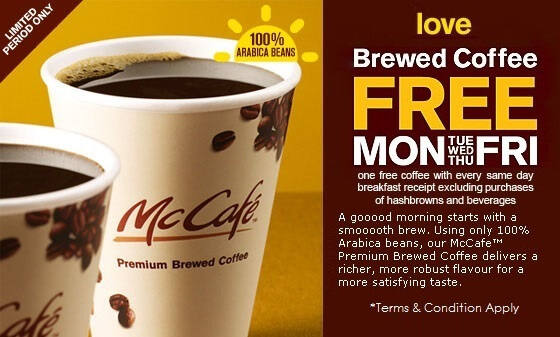 LIMITED
PERIOD ONLY
100%
ARABICA BEANS
McCafé™
Premium Brewed Coffee
afé
love
Brewed Coffee
FREE
MON TUE WED THU FRI
one free coffee with every same day
breakfast receipt excluding purchases
of hashbrowns and beverages
A gooood morning starts with a
smooooth brew. Using only 100%
Arabica beans, our McCafe™
Premium Brewed Coffee delivers a
richer, more robust flavour for a
more satisfying taste.
*Terms & Condition Apply